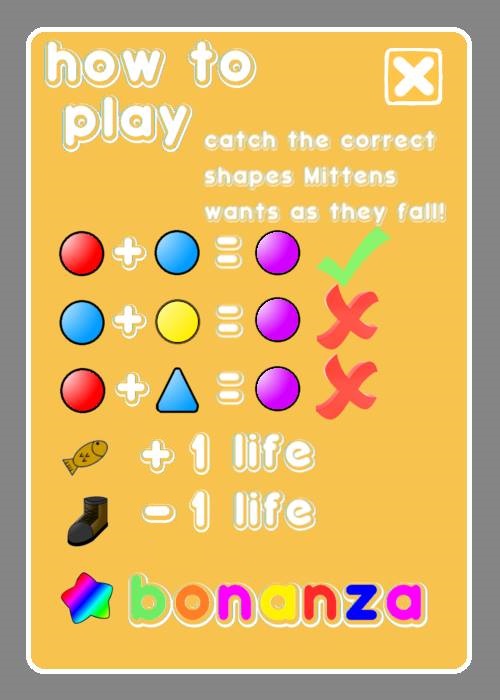 how to
play
catch the correct
shapes Mittens
wants as they fall!
+ =
+ =
+ =
+ 1 life
- 1 life
bonanza